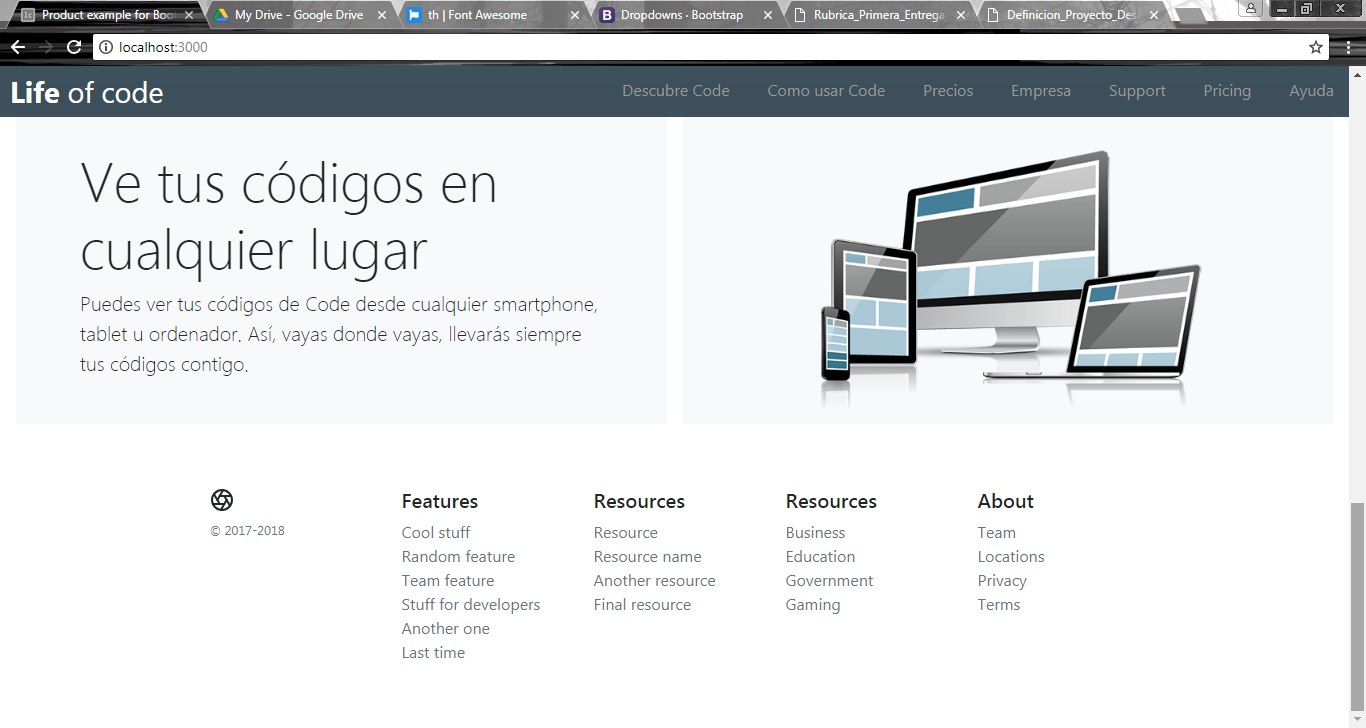 Product example for Boo
My Drive - Google Drive
th | Font Awesome
Dropdowns · Bootstrap
Rubrica_Primera_Entrega
Definicion_Proyecto_Des
localhost:3000
Life of code
Descubre Code
Como usar Code
Precios
Empresa
Support
Pricing
Ayuda
Ve tus códigos en
cualquier lugar
Puedes ver tus códigos de Code desde cualquier smartphone,
tablet u ordenador. Así, vayas donde vayas, llevarás siempre
tus códigos contigo.
© 2017-2018
Features
Cool stuff
Random feature
Team feature
Stuff for developers
Another one
Last time
Resources
Resource
Resource name
Another resource
Final resource
Resources
Business
Education
Government
Gaming
About
Team
Locations
Privacy
Terms